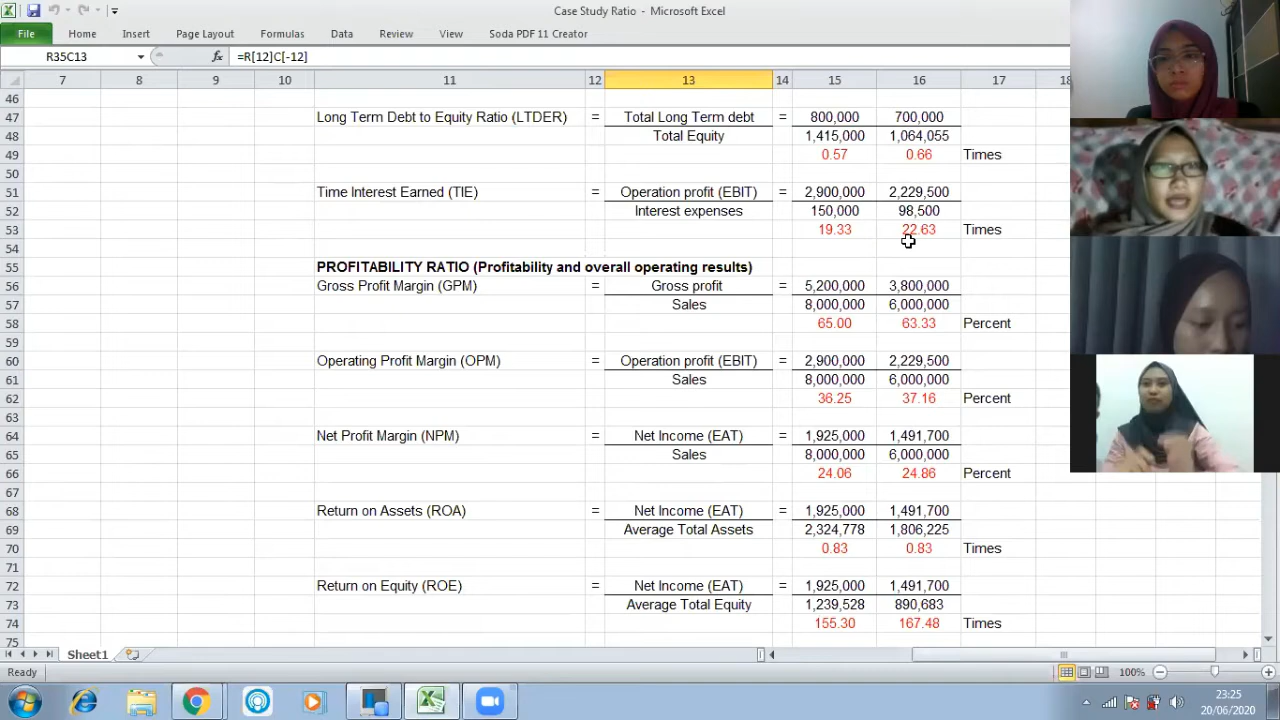 Case Study Ratio - Microsoft Excel
File Home Insert Page Layout Formulas Data Review View Soda PDF 11 Creator
R35C13 fx =R[12]C[-12]
7 8 9 10 11 12 13 14 15 16 17 18
46
47 Long Term Debt to Equity Ratio (LTDER) = Total Long Term debt = 800,000 700,000
48 Total Equity 1,415,000 1,064,055
49 0.57 0.66 Times
50
51 Time Interest Earned (TIE) = Operation profit (EBIT) = 2,900,000 2,229,500
52 Interest expenses 150,000 98,500
53 19.33 22.63 Times
54
55 PROFITABILITY RATIO (Profitability and overall operating results)
56 Gross Profit Margin (GPM) = Gross profit = 5,200,000 3,800,000
57 Sales 8,000,000 6,000,000
58 65.00 63.33 Percent
59
60 Operating Profit Margin (OPM) = Operation profit (EBIT) = 2,900,000 2,229,500
61 Sales 8,000,000 6,000,000
62 36.25 37.16 Percent
63
64 Net Profit Margin (NPM) = Net Income (EAT) = 1,925,000 1,491,700
65 Sales 8,000,000 6,000,000
66 24.06 24.86 Percent
67
68 Return on Assets (ROA) = Net Income (EAT) = 1,925,000 1,491,700
69 Average Total Assets 2,324,778 1,806,225
70 0.83 0.83 Times
71
72 Return on Equity (ROE) = Net Income (EAT) = 1,925,000 1,491,700
73 Average Total Equity 1,239,528 890,683
74 155.30 167.48 Times
75
Sheet1
Ready 100%
23:25
20/06/2020